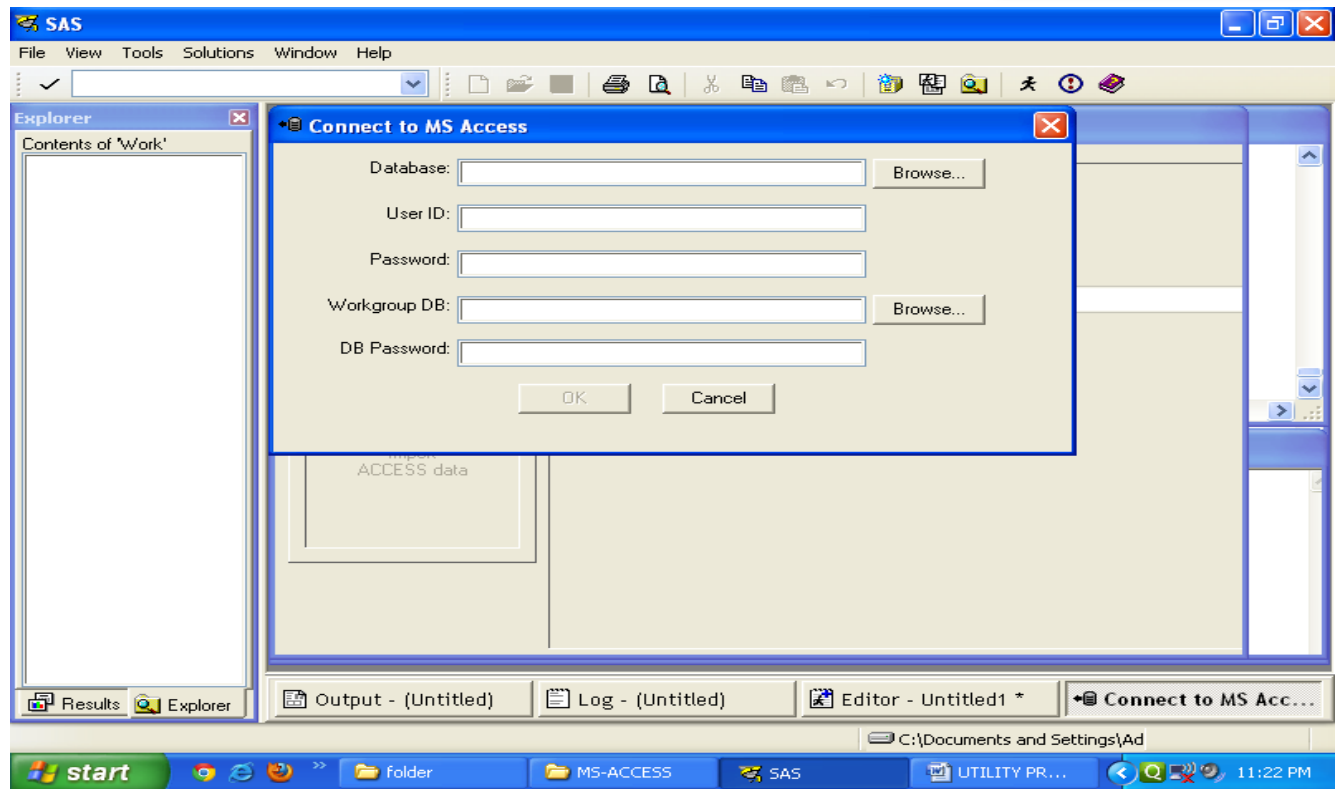 SAS
File View Tools Solutions Window Help
Explorer
Contents of 'Work'
Connect to MS Access
Database:
Browse...
User ID:
Password:
Workgroup DB:
Browse...
DB Password:
OK
Cancel
ACCESS data
Results
Explorer
Output - (Untitled)
Log - (Untitled)
Editor - Untitled1 *
Connect to MS Acc...
C:\Documents and Settings\Ad
start
folder
MS-ACCESS
SAS
UTILITY PR...
11:22 PM